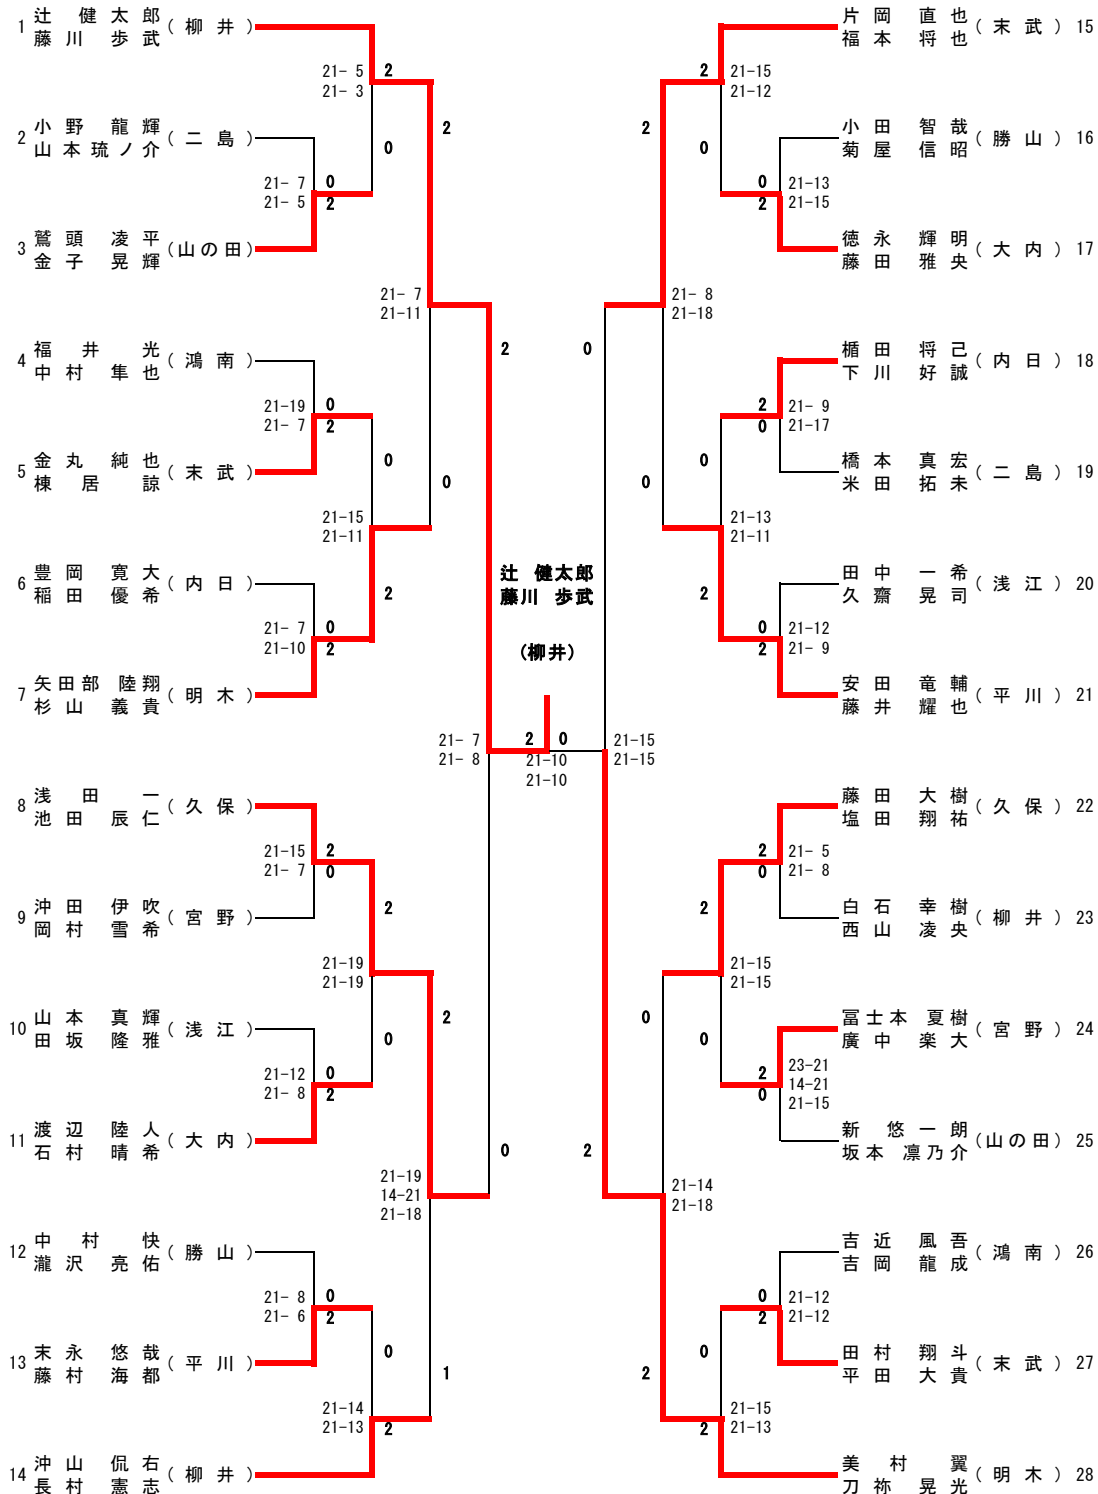 1 辻 健太郎 (柳井)
藤川 歩武
21- 5 2
21- 3
2
0
2 小野 龍輝 (二島)
山本琉ノ介
21- 7 0
21- 5 2
3 鷲頭 凌平 (山の田)
金子 晃輝
21- 7
21-11
2
4 福井 光 (鴻南)
中村 隼也
21-19 0
21- 7 2
0
0
5 金丸 純也 (末武)
棟居 諒
21-15
21-11
2
6 豊岡 寛大 (内日)
稲田 優希
21- 7 0
21-10 2
7 矢田部 陸翔 (明木)
杉山 義貴
21- 7
21- 8
8 浅田 一 (久保)
池田 辰仁
21-15 2
21- 7 0
2
9 沖田 伊吹 (宮野)
岡村 雪希
21-19
21-19
2
0
10 山本 真輝 (浅江)
田坂 隆雅
21-12 0
21- 8 2
11 渡辺 陸人 (大内)
石村 晴希
0
21-19
14-21
21-18
12 中村 快 (勝山)
瀧沢 亮佑
21- 8 0
21- 6 2
0
1
13 末永 悠哉 (平川)
藤村 海都
21-14
21-13 2
14 沖山 侃右 (柳井)
長村 憲志
辻 健太郎
藤川 歩武
(柳井)
2 0
21-10
21-10
片岡 直也 (末武) 15
福本 将也
2 21-15
21-12
2
0
小田 智哉 (勝山) 16
菊屋 信昭
0 21-13
2 21-15
徳永 輝明 (大内) 17
藤田 雅央
21- 8
21-18
0
楯田 将己 (内日) 18
下川 好誠
2 21- 9
0 21-17
0
0
橋本 真宏 (二島) 19
米田 拓未
21-13
21-11
2
田中 一希 (浅江) 20
久齋 晃司
0 21-12
2 21- 9
安田 竜輔 (平川) 21
藤井 耀也
21-15
21-15
藤田 大樹 (久保) 22
塩田 翔祐
2 21- 5
0 21- 8
2
白石 幸樹 (柳井) 23
西山 凌央
21-15
21-15
0
0
冨士本 夏樹 (宮野) 24
廣中 楽大
2 23-21
14-21
0 21-15
新 悠一朗 (山の田) 25
坂本 凛乃介
2
21-14
21-18
吉近 風吾 (鴻南) 26
吉岡 龍成
0 21-12
2 21-12
0
2
田村 翔斗 (末武) 27
平田 大貴
21-15
2 21-13
美村 翼 (明木) 28
刀祢 晃光